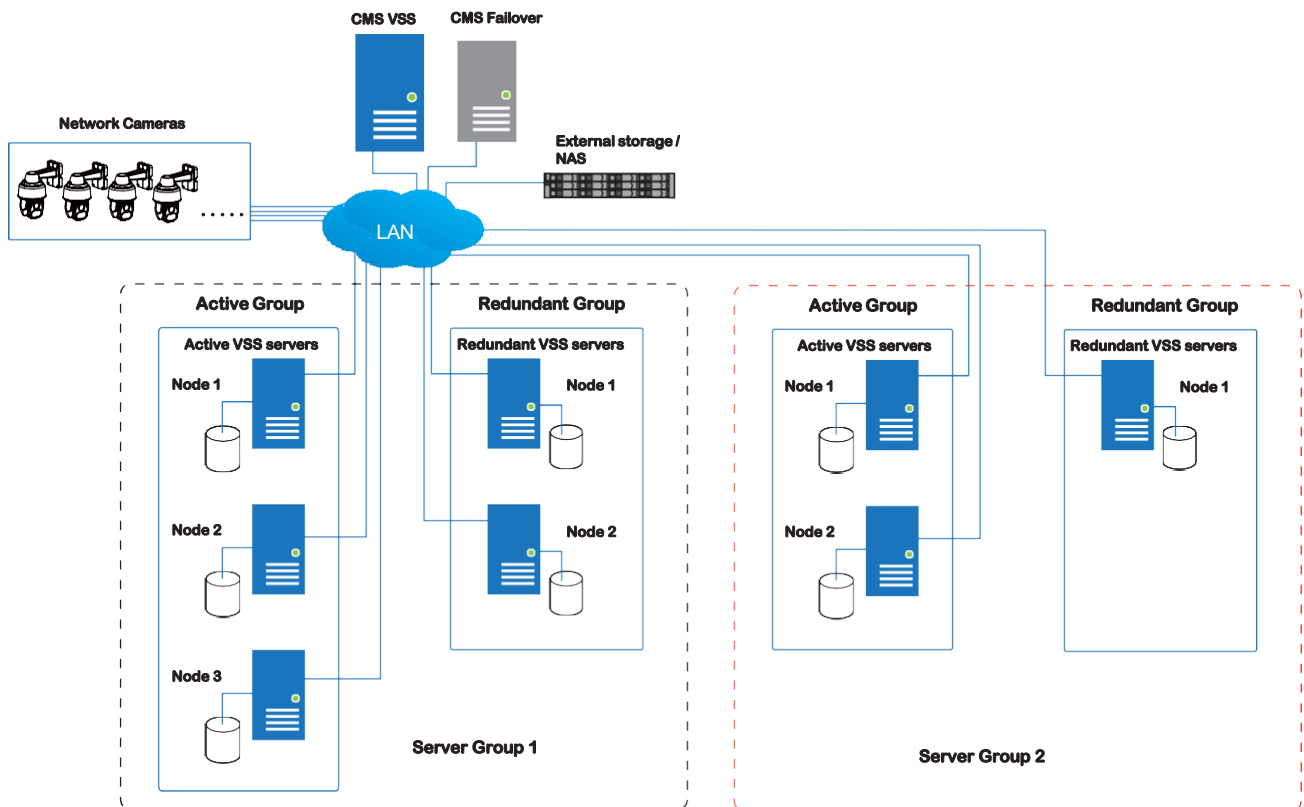 CMS VSS
CMS Failover
Network Cameras
External storage /
NAS
LAN
Active Group
Redundant Group
Active VSS servers
Redundant VSS servers
Node 1
Node 1
Node 2
Node 2
Node 3
Server Group 1
Active Group
Redundant Group
Active VSS servers
Redundant VSS servers
Node 1
Node 1
Node 2
Server Group 2